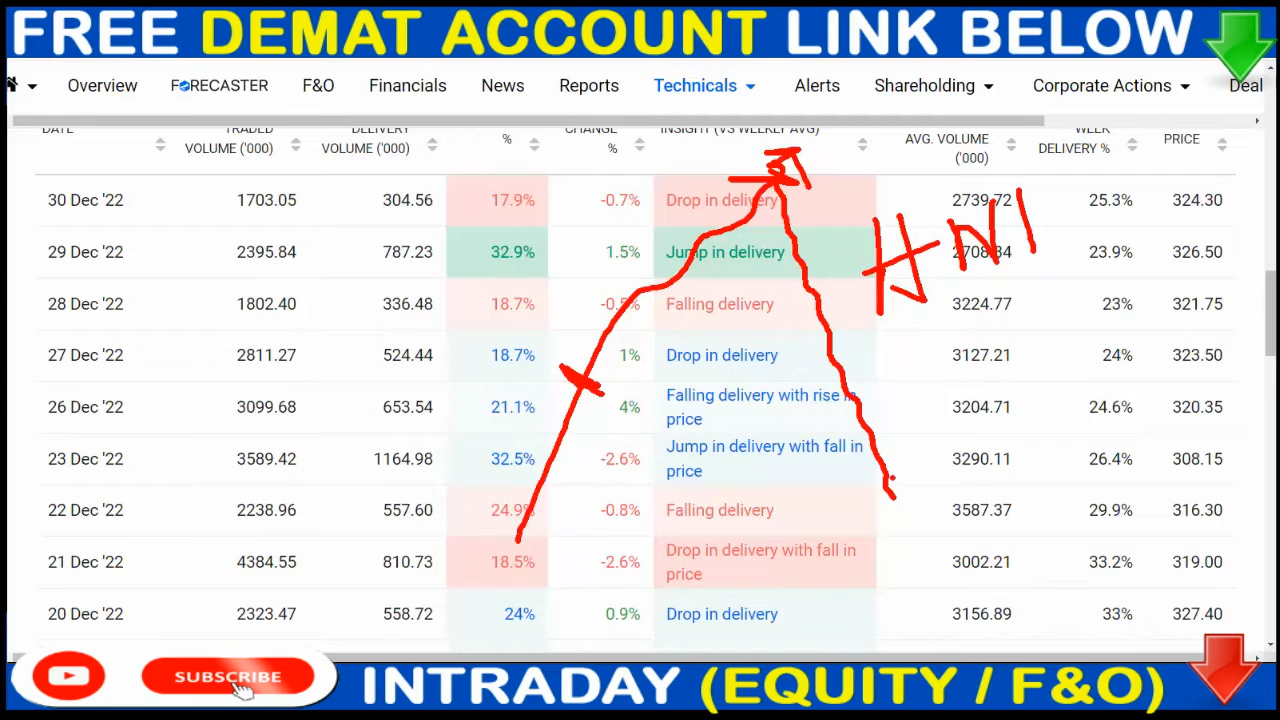 FREE DEMAT ACCOUNT LINK BELOW
Overview FORECASTER F&O Financials News Reports Technicals Alerts Shareholding Corporate Actions Deal
DATE TRADED VOLUME ('000) DELIVERY VOLUME ('000) % CHANGE % INSIGHT (VS WEEKLY AVG) AVG. VOLUME ('000) WEEK DELIVERY % PRICE
30 Dec '22 1703.05 304.56 17.9% -0.7% Drop in delivery 2739.72 25.3% 324.30
29 Dec '22 2395.84 787.23 32.9% 1.5% Jump in delivery 2708.34 23.9% 326.50
28 Dec '22 1802.40 336.48 18.7% -0.5% Falling delivery 3224.77 23% 321.75
27 Dec '22 2811.27 524.44 18.7% 1% Drop in delivery 3127.21 24% 323.50
26 Dec '22 3099.68 653.54 21.1% 4% Falling delivery with rise in price 3204.71 24.6% 320.35
23 Dec '22 3589.42 1164.98 32.5% -2.6% Jump in delivery with fall in price 3290.11 26.4% 308.15
22 Dec '22 2238.96 557.60 24.9% -0.8% Falling delivery 3587.37 29.9% 316.30
21 Dec '22 4384.55 810.73 18.5% -2.6% Drop in delivery with fall in price 3002.21 33.2% 319.00
20 Dec '22 2323.47 558.72 24% 0.9% Drop in delivery 3156.89 33% 327.40
HNI
SUBSCRIBE
INTRADAY (EQUITY / F&O)